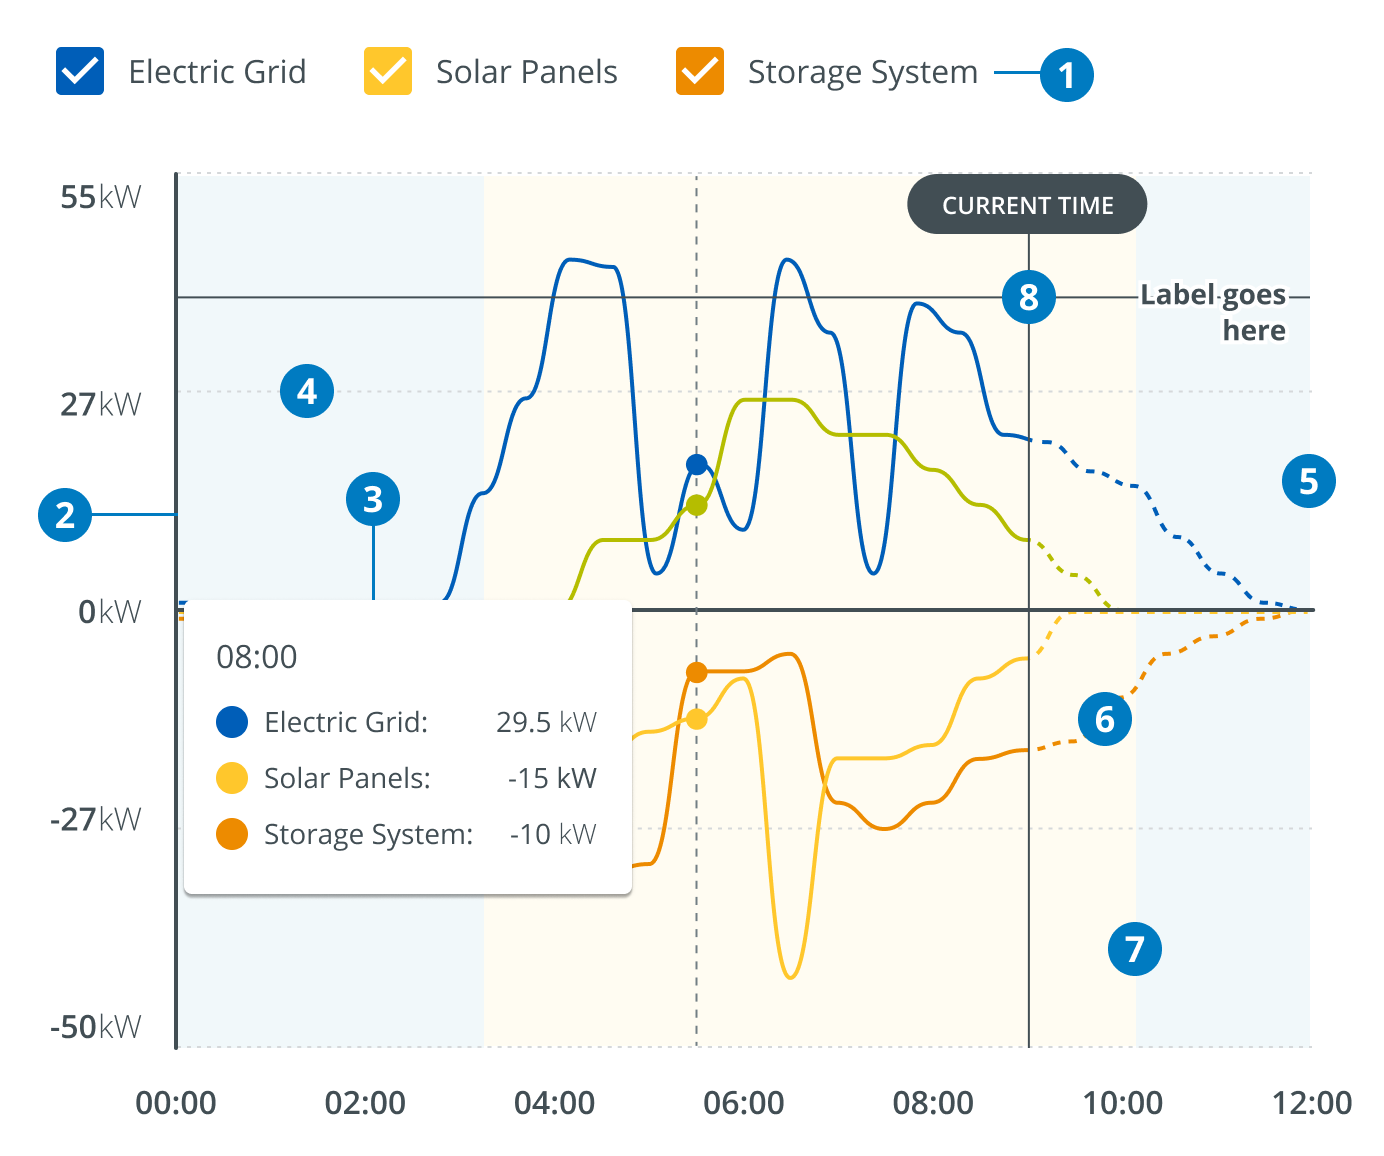 Electric Grid Solar Panels Storage System 1
55kW
CURRENT TIME
8
Label goes
here
4
27kW
5
3
2
0kW
08:00
Electric Grid: 29.5 kW
Solar Panels: -15 kW
Storage System: -10 kW
6
-27kW
7
-50kW
00:00 02:00 04:00 06:00 08:00 10:00 12:00